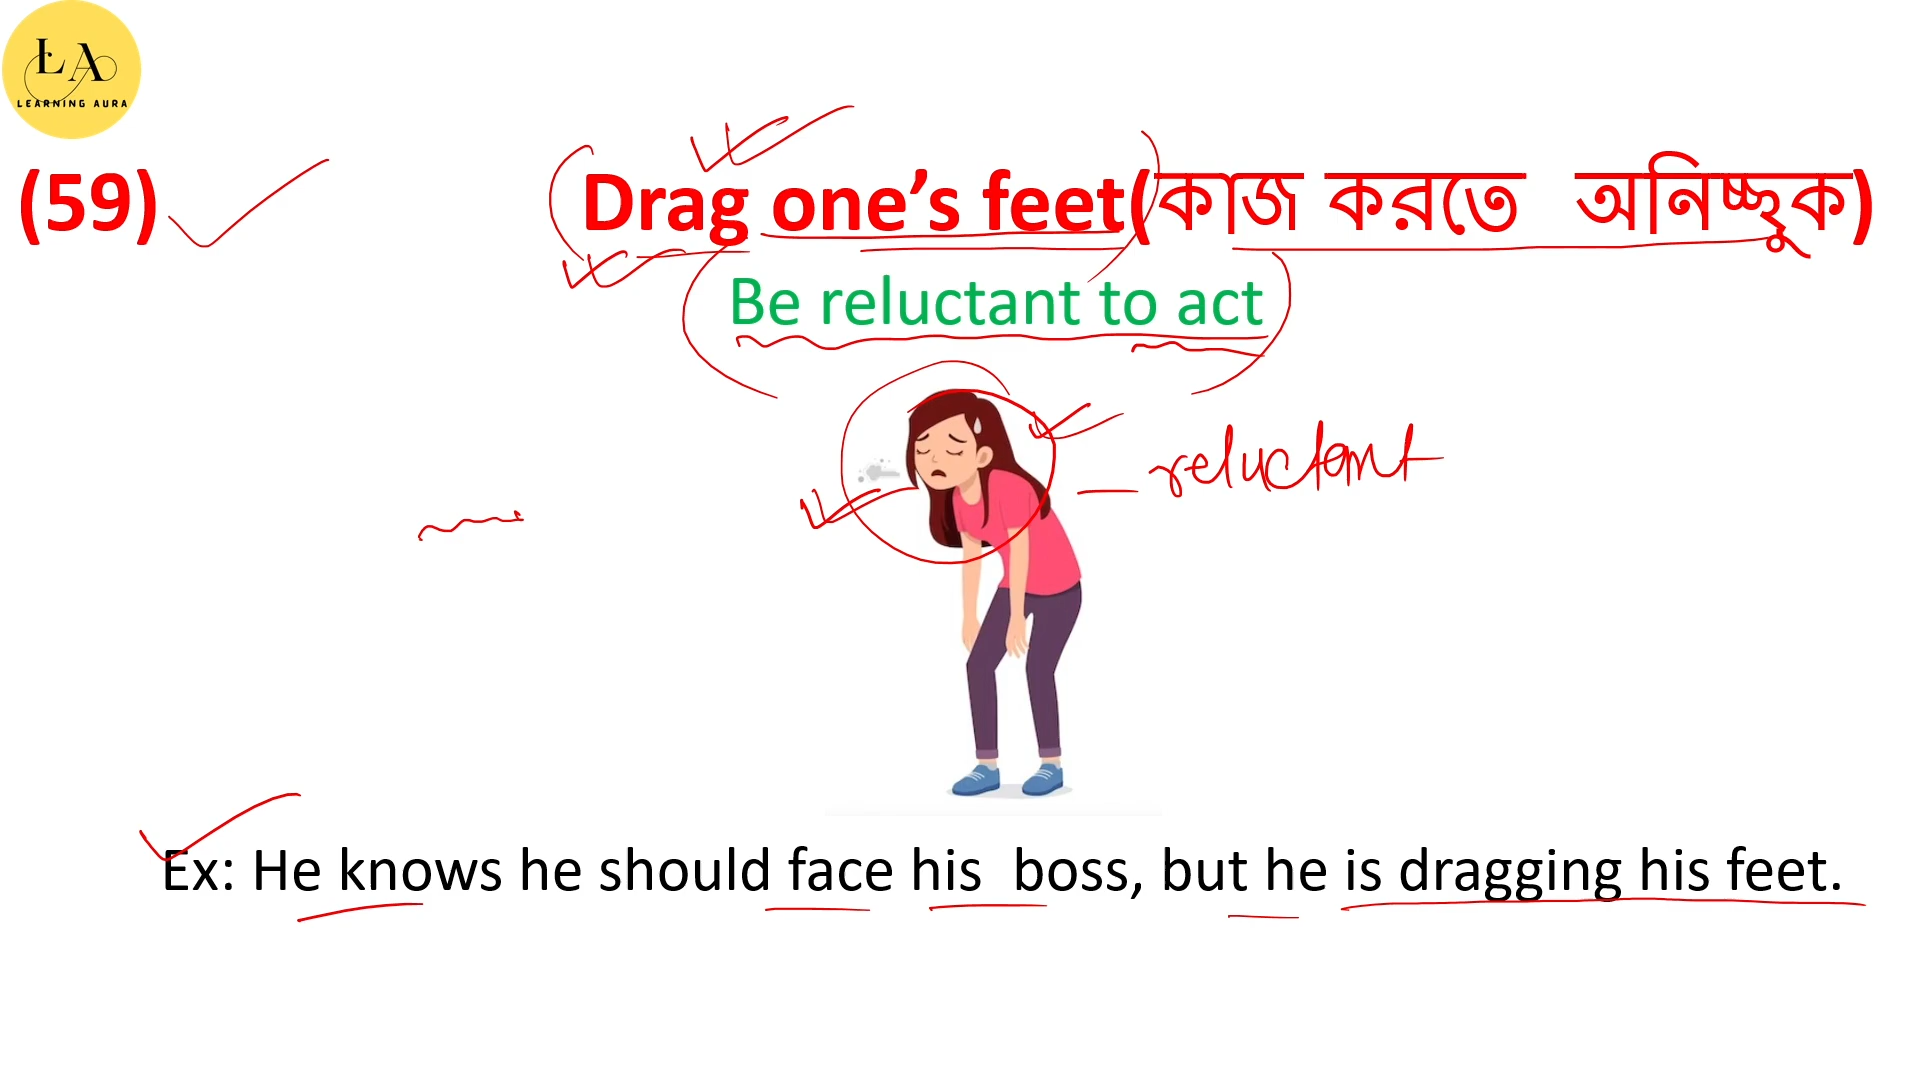 LA
LEARNING AURA
(59) Drag one’s feet(কাজ করতে অনিচ্ছুক)
Be reluctant to act
reluctant
Ex: He knows he should face his boss, but he is dragging his feet.